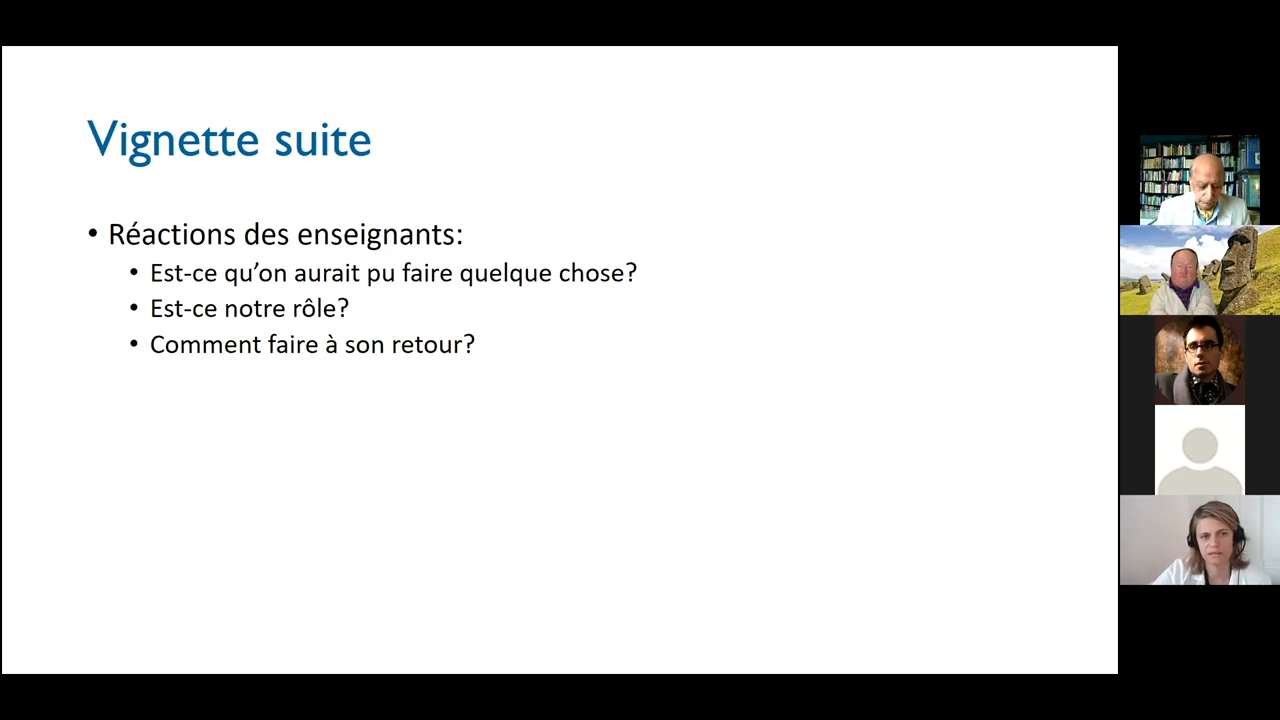 Vignette suite
• Réactions des enseignants:
• Est-ce qu’on aurait pu faire quelque chose?
• Est-ce notre rôle?
• Comment faire à son retour?